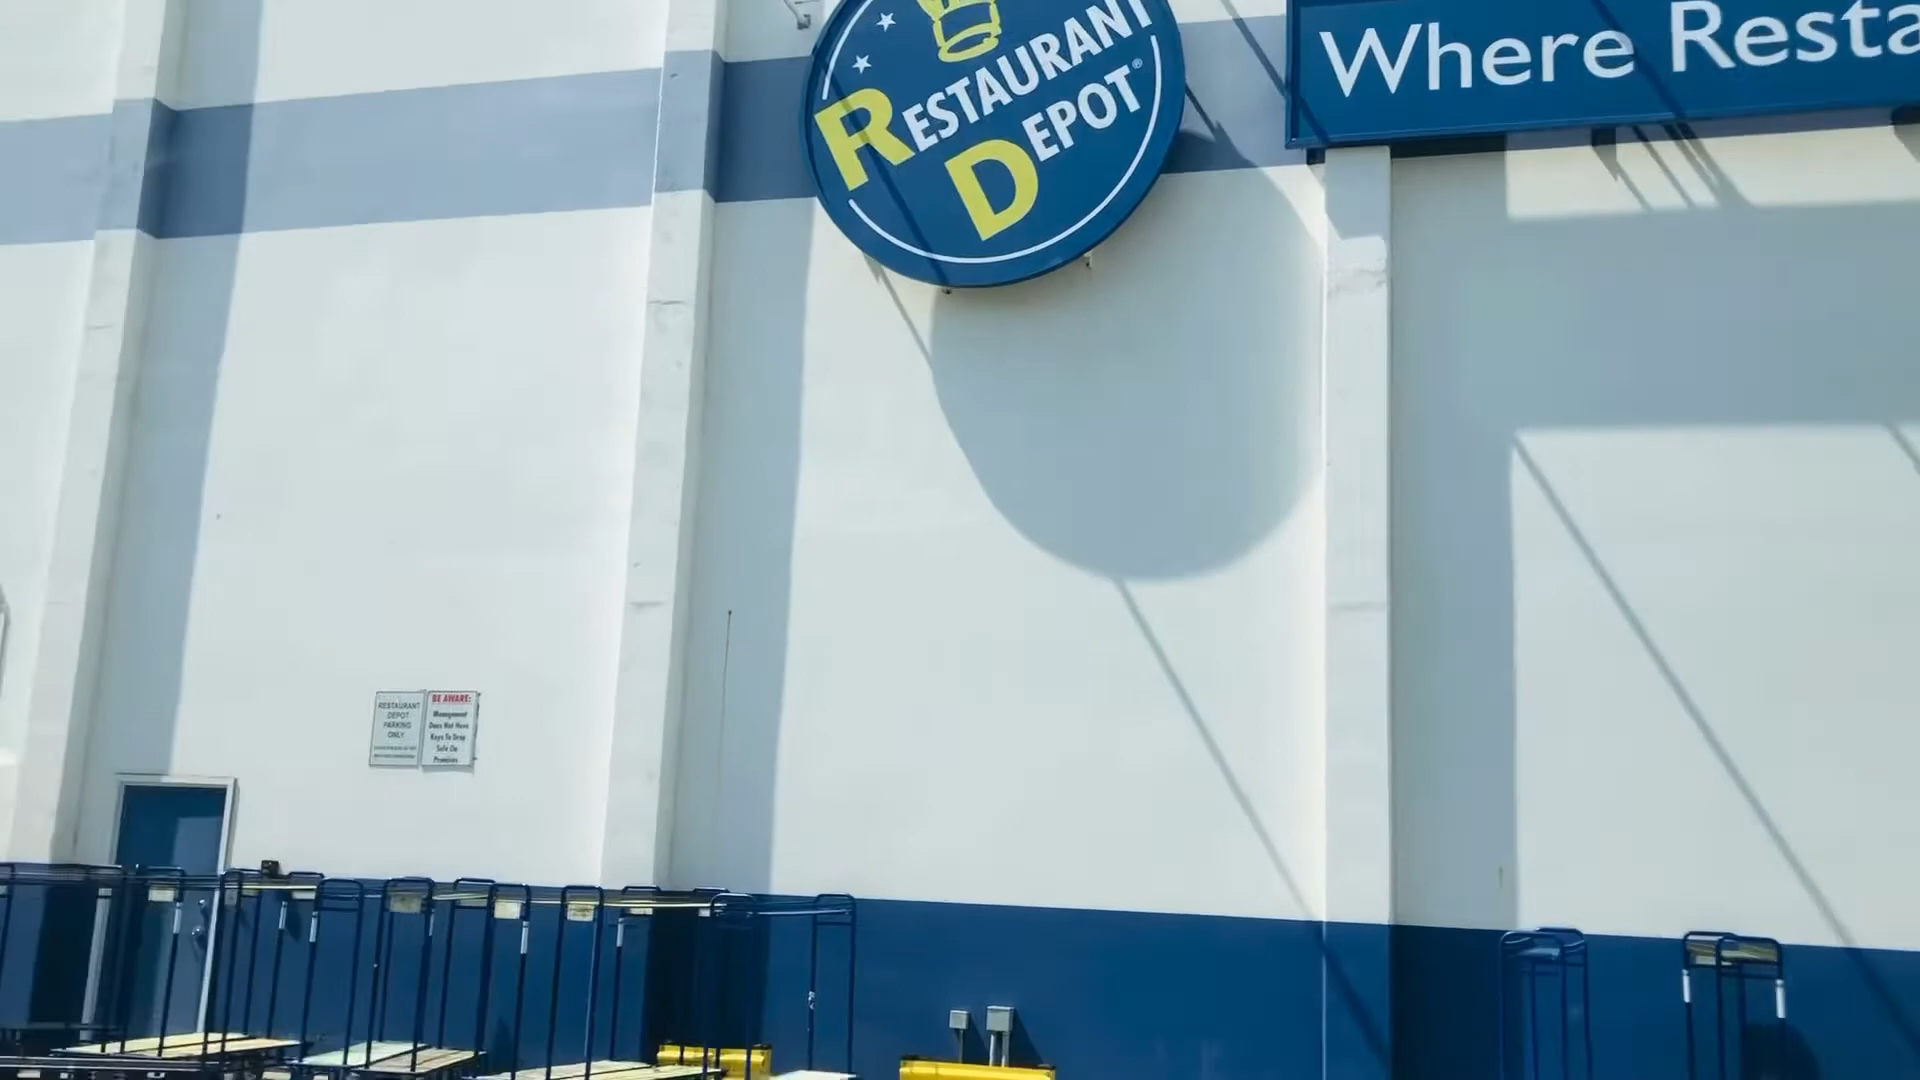 RESTAURANT
DEPOT®
Where Resta
RESTAURANT
DEPOT
PARKING
ONLY
BE AWARE:
Management
Does Not Have
Keys To Drop
Safe On
Premises